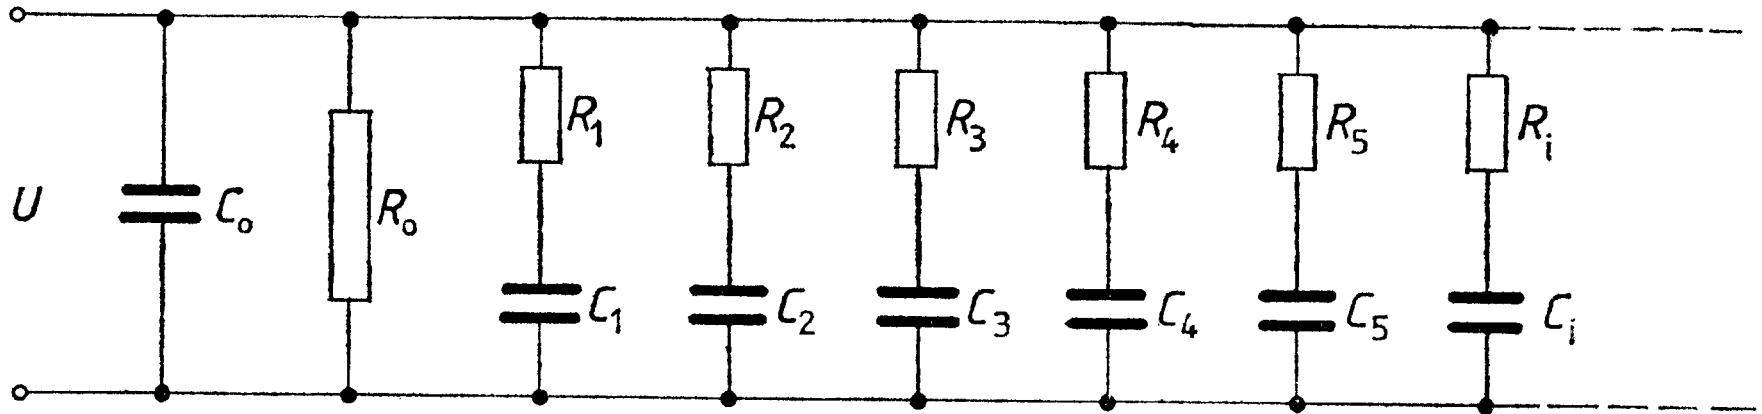 U
C₀
R₀
R₁
C₁
R₂
C₂
R₃
C₃
R₄
C₄
R₅
C₅
Rᵢ
Cᵢ